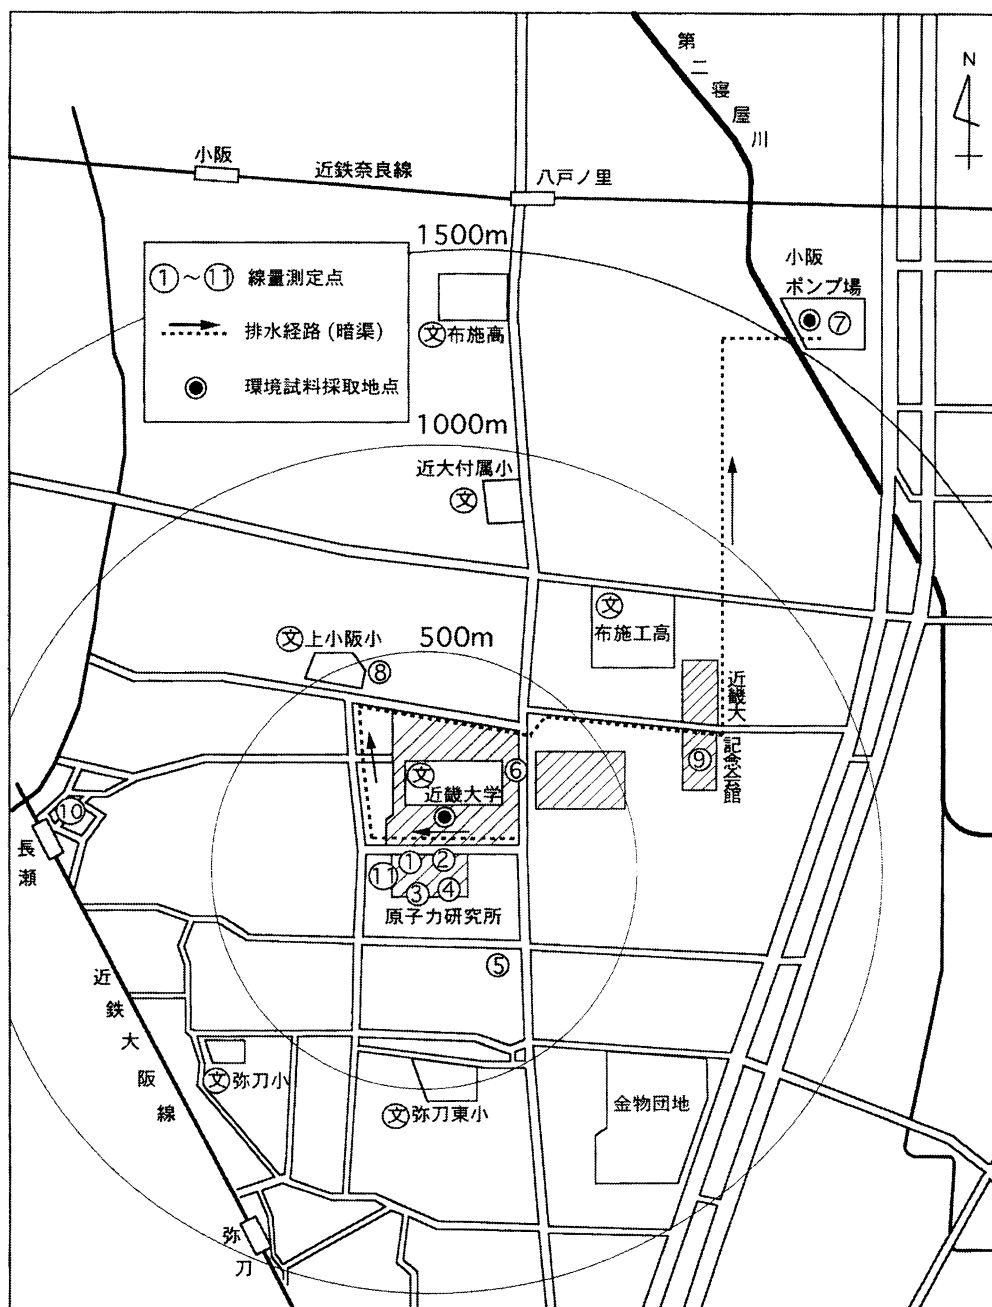 第二寝屋川
N
小阪
近鉄奈良線
八戸ノ里
1500m
①～⑪ 線量測定点
排水経路(暗渠)
環境試料採取地点
小阪
ポンプ場
⑦
文布施高
1000m
近大付属小
文
文
布施工高
500m
文上小阪小
⑧
近畿大記念会館
⑨
⑥
文
近畿大学
⑩
長瀬
⑪
①
②
③
④
原子力研究所
⑤
近鉄大阪線
文弥刀小
文弥刀東小
金物団地
弥刀